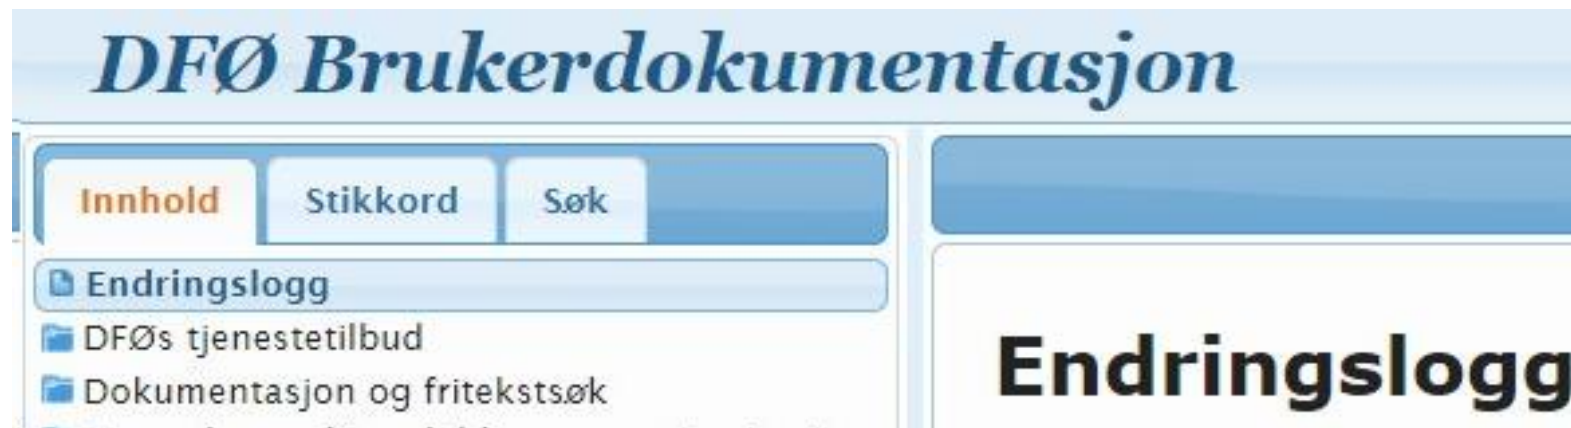 DFØ Brukerdokumentasjon
Innhold Stikkord Søk
Endringslogg
DFØs tjenestetilbud
Dokumentasjon og fritekstsøk
Endringslogg